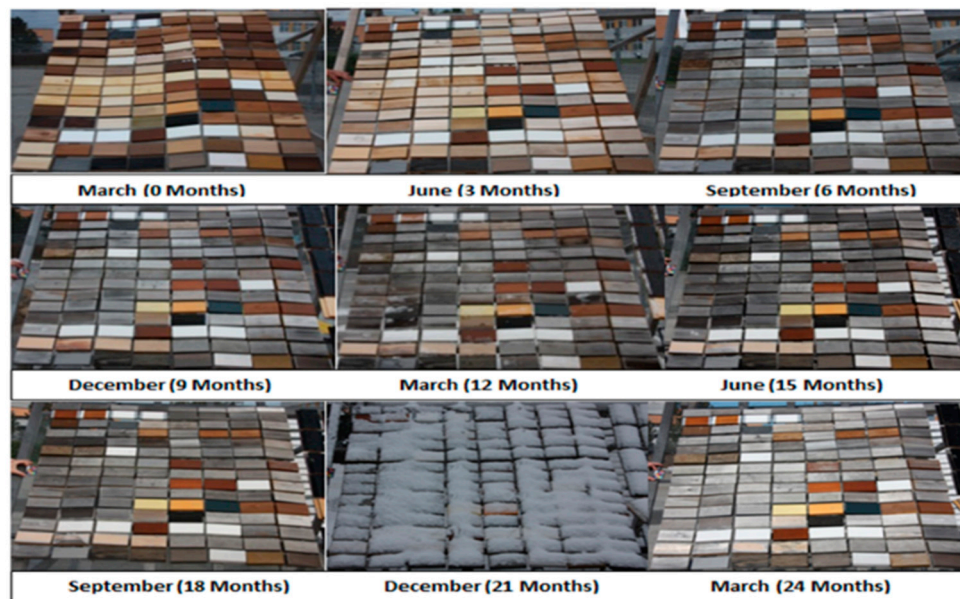 March (0 Months)
June (3 Months)
September (6 Months)
December (9 Months)
March (12 Months)
June (15 Months)
September (18 Months)
December (21 Months)
March (24 Months)